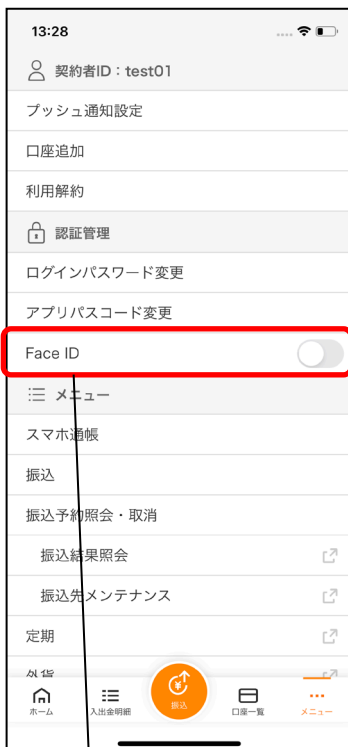 13:28
契約者ID：test01
プッシュ通知設定
口座追加
利用解約
認証管理
ログインパスワード変更
アプリパスコード変更
Face ID
メニュー
スマホ通帳
振込
振込予約照会・取消
振込結果照会
振込先メンテナンス
定期
外貨
ホーム
入出金明細
振込
口座一覧
メニュー